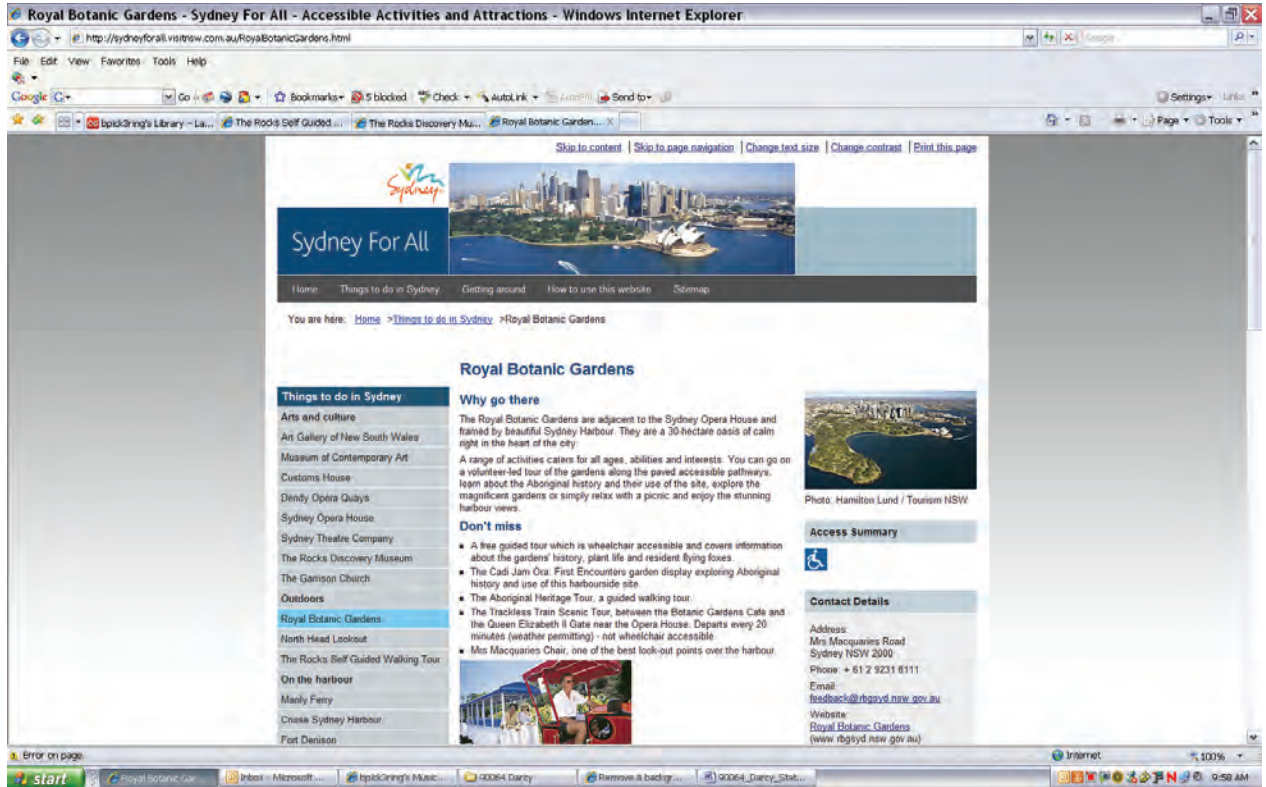 Royal Botanic Gardens - Sydney For All - Accessible Activities and Attractions - Windows Internet Explorer
http://sydneyforall.visitnsw.com.au/RoyalBotanicGardens.html
Google
File Edit View Favorites Tools Help
Google Go Bookmarks 5 blocked Check AutoLink AutoFill Send to Settings Links
bpick3ring's Library - La... The Rocks Self Guided ... The Rocks Discovery Mu... Royal Botanic Garden... Page Tools
Skip to content | Skip to page navigation | Change text size | Change contrast | Print this page
Sydney
Sydney For All
Home Things to do in Sydney Getting around How to use this website Sitemap
You are here: Home >Things to do in Sydney >Royal Botanic Gardens
Royal Botanic Gardens
Things to do in Sydney
Arts and culture
Art Gallery of New South Wales
Museum of Contemporary Art
Customs House
Dendy Opera Quays
Sydney Opera House
Sydney Theatre Company
The Rocks Discovery Museum
The Garrison Church
Outdoors
Royal Botanic Gardens
North Head Lookout
The Rocks Self Guided Walking Tour
On the harbour
Manly Ferry
Cruise Sydney Harbour
Fort Denison
Why go there
The Royal Botanic Gardens are adjacent to the Sydney Opera House and
framed by beautiful Sydney Harbour. They are a 30-hectare oasis of calm
right in the heart of the city.
A range of activities caters for all ages, abilities and interests. You can go on
a volunteer-led tour of the gardens along the paved accessible pathways,
learn about the Aboriginal history and their use of the site, explore the
magnificent gardens or simply relax with a picnic and enjoy the stunning
harbour views.
Don't miss
• A free guided tour which is wheelchair accessible and covers information
about the gardens' history, plant life and resident flying foxes.
• The Cadi Jam Ora: First Encounters garden display exploring Aboriginal
history and use of this harbourside site.
• The Aboriginal Heritage Tour, a guided walking tour.
• The Trackless Train Scenic Tour, between the Botanic Gardens Cafe and
the Queen Elizabeth II Gate near the Opera House. Departs every 20
minutes (weather permitting) - not wheelchair accessible
• Mrs Macquaries Chair, one of the best look-out points over the harbour.
Photo: Hamilton Lund / Tourism NSW
Access Summary
Contact Details
Address:
Mrs Macquaries Road
Sydney NSW 2000
Phone: + 61 2 9231 8111
Email:
feedback@rbgsyd.nsw.gov.au
Website:
Royal Botanic Gardens
(www.rbgsyd.nsw.gov.au)
Error on page. Internet 100%
start Royal Botanic Gar... Inbox - Microsoft ... bpick3ring's Music... 90064 Darcy Remove a backgr... 90064_Darcy_Stat... 9:58 AM